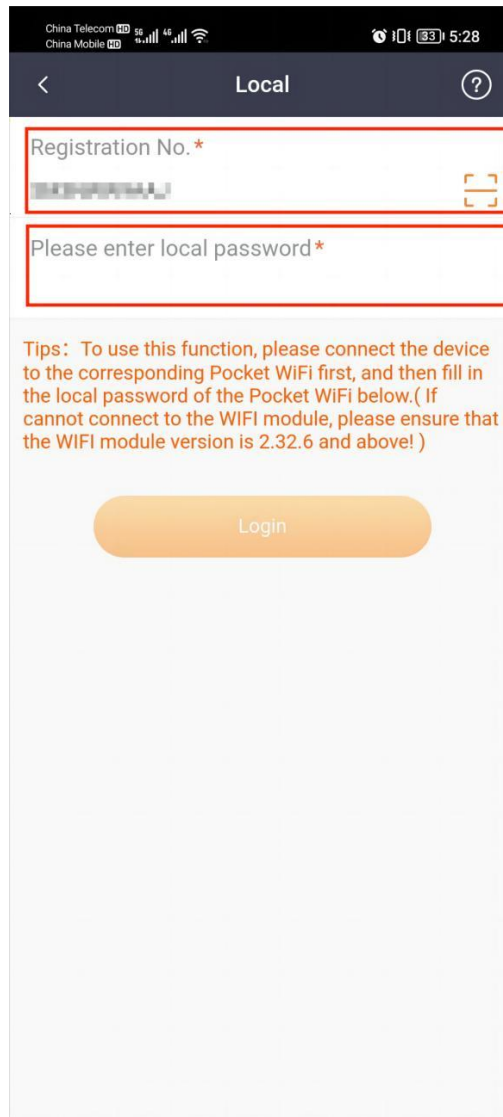 China Telecom HD 5G 4G
China Mobile HD
33 5:28
Local
?
Registration No.*
Please enter local password*
Tips: To use this function, please connect the device
to the corresponding Pocket WiFi first, and then fill in
the local password of the Pocket WiFi below.( If
cannot connect to the WIFI module, please ensure that
the WIFI module version is 2.32.6 and above! )
Login